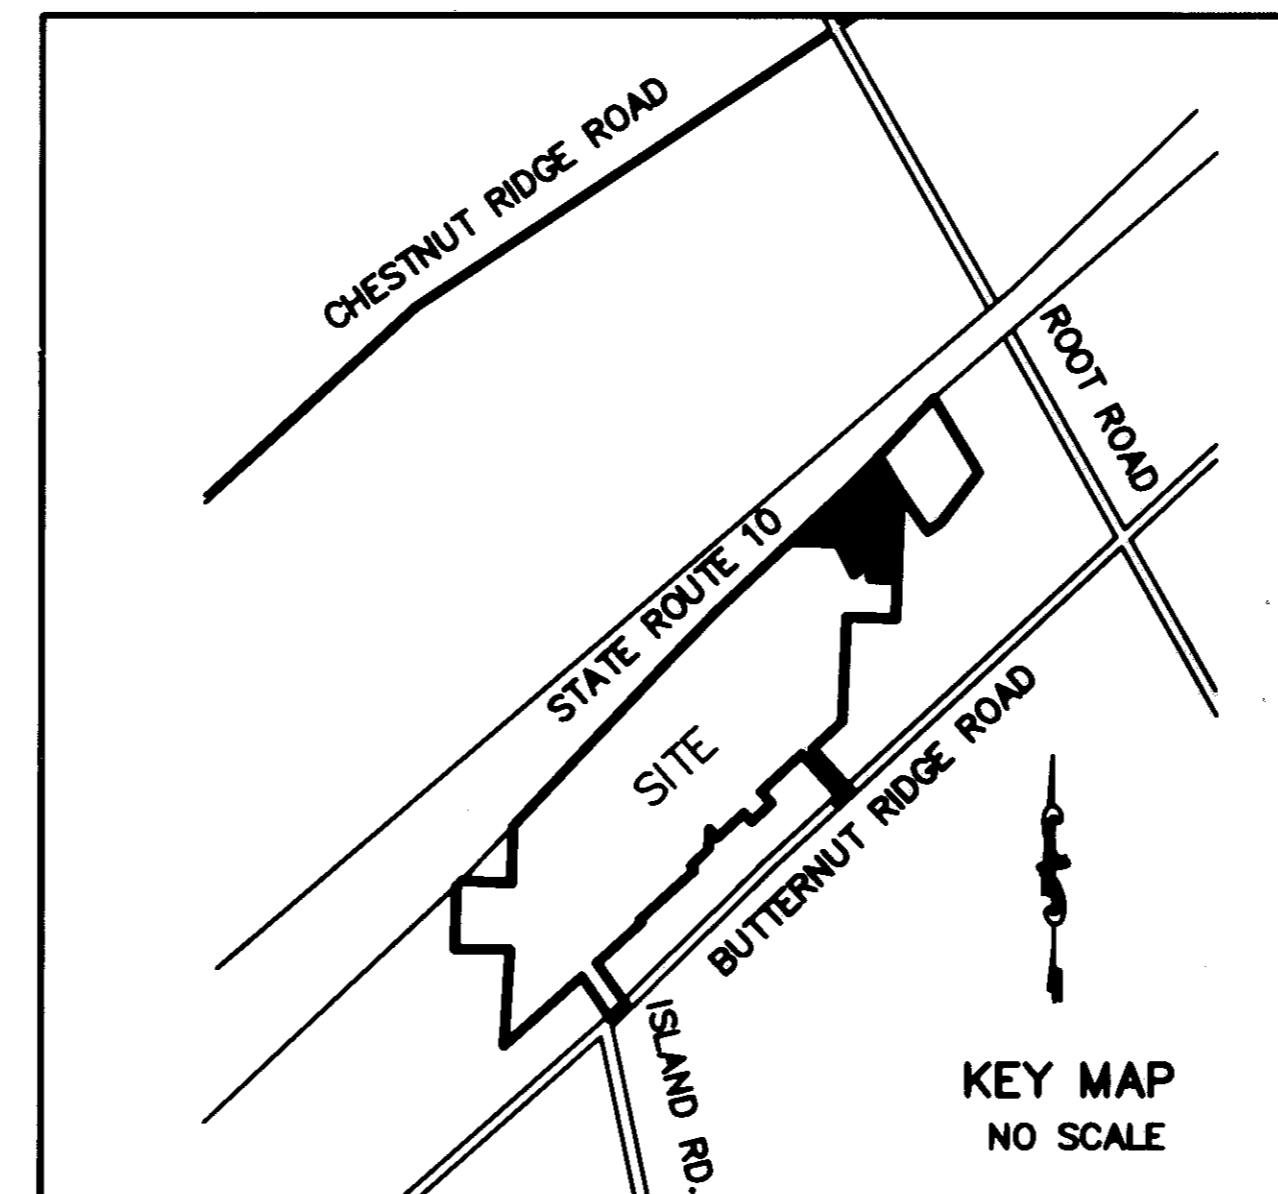 CHESTNUT RIDGE ROAD
ROOT ROAD
STATE ROUTE 10
SITE
BUTTERNUT RIDGE ROAD
ISLAND RD.
KEY MAP
NO SCALE